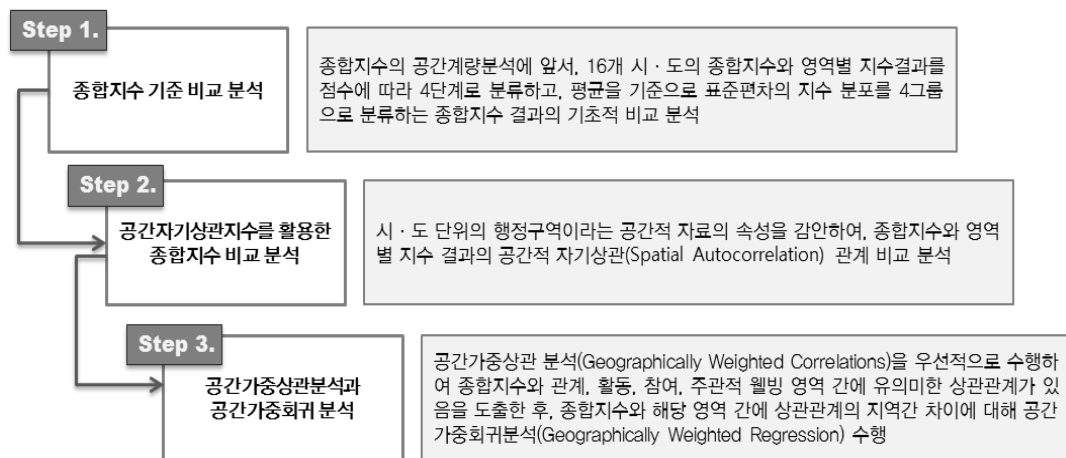 Step 1.
종합지수 기준 비교 분석
종합지수의 공간계량분석에 앞서, 16개 시 · 도의 종합지수와 영역별 지수결과를
점수에 따라 4단계로 분류하고, 평균을 기준으로 표준편차의 지수 분포를 4그룹
으로 분류하는 종합지수 결과의 기초적 비교 분석
Step 2.
공간자기상관지수를 활용한
종합지수 비교 분석
시 · 도 단위의 행정구역이라는 공간적 자료의 속성을 감안하여, 종합지수와 영역
별 지수 결과의 공간적 자기상관(Spatial Autocorrelation) 관계 비교 분석
Step 3.
공간가중상관분석과
공간가중회귀 분석
공간가중상관 분석(Geographically Weighted Correlations)을 우선적으로 수행하
여 종합지수와 관계, 활동, 참여, 주관적 웰빙 영역 간에 유의미한 상관관계가 있
음을 도출한 후, 종합지수와 해당 영역 간에 상관관계의 지역간 차이에 대해 공간
가중회귀분석(Geographically Weighted Regression) 수행